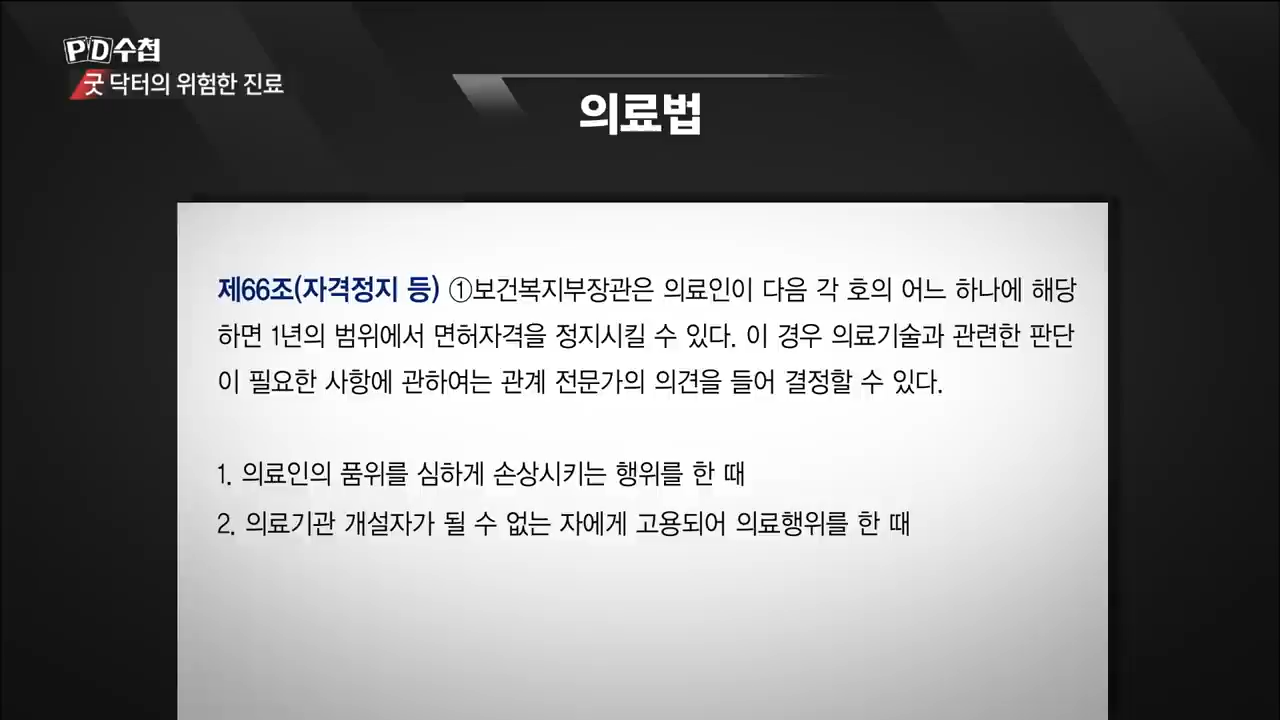 PD수첩
굿 닥터의 위험한 진료
의료법
제66조(자격정지 등) ①보건복지부장관은 의료인이 다음 각 호의 어느 하나에 해당
하면 1년의 범위에서 면허자격을 정지시킬 수 있다. 이 경우 의료기술과 관련한 판단
이 필요한 사항에 관하여는 관계 전문가의 의견을 들어 결정할 수 있다.
1. 의료인의 품위를 심하게 손상시키는 행위를 한 때
2. 의료기관 개설자가 될 수 없는 자에게 고용되어 의료행위를 한 때